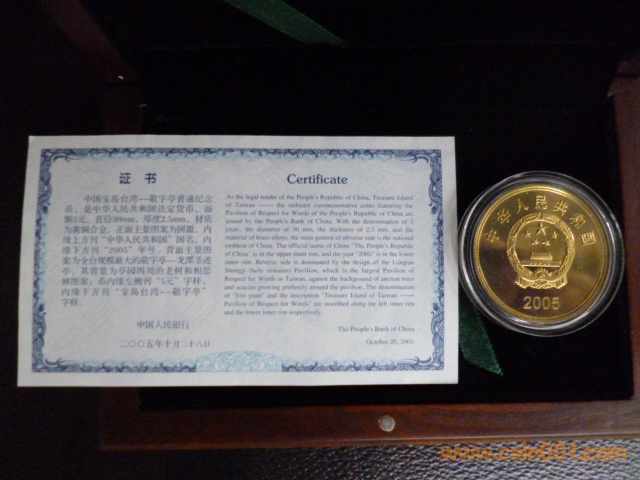 证书
中国宝岛台湾--敬字亭普通纪念
币，是中华人民共和国法定货币，面
额5元，直径30mm，厚度2.5mm，材质
为黄铜合金，正面主景图案为国徽，内
缘上方刊“中华人民共和国”国名，内
缘下方刊“2005”年号，背面主景图
案为全台规模最大的敬字亭--龙潭圣迹
亭，其背景为亭园四周的老树和相思
林图案；币内缘左侧刊“5元”字样，
内缘下方刊“宝岛台湾--敬字亭”
字样。
中国人民银行
二〇〇五年十月二十八日
Certificate
As the legal tender of the People's Republic of China, Treasure Island
of Taiwan —— the ordinary commemorative coins featuring the
Pavilion of Respect for Words of the People's Republic of China are
issued by the People's Bank of China. With the denomination of 5
yuan, the diameter of 30 mm, the thickness of 2.5 mm, and the
material of brass alloys, the main pattern of obverse side is the national
emblem of China. The official name of China "The People's Republic
of China" is in the upper inner rim, and the year "2005" is in the lower
inner rim. Reverse side is dominated by the design of the Longtan
Shengji (holy remains) Pavilion, which is the largest Pavilion of
Respect for Words in Taiwan, against the background of ancient trees
and acacias growing profusely around the pavilion. The denomination
of "five yuan" and the inscription "Treasure Island of Taiwan ——
Pavilion of Respect for Words" are inscribed along the left inner rim
and the lower inner rim respectively.
The People's Bank of China
October 28, 2005
中华人民共和国
2005
www.coin001.com